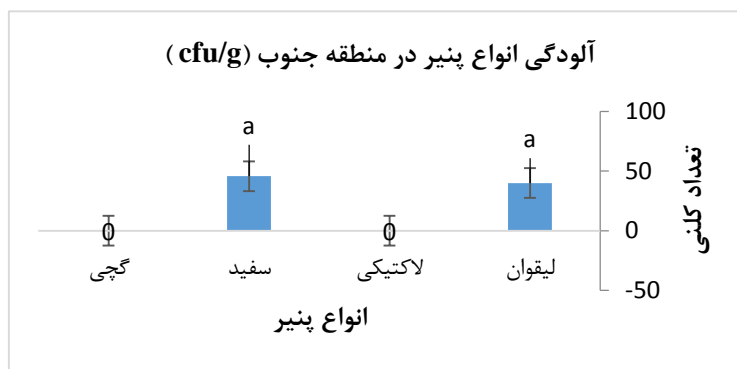 آلودگی انواع پنیر در منطقه جنوب (cfu/g)
100
50
0
-50
تعداد کلنی
a
a
0
0
لیقوان
لاکتیکی
سفید
گچی
انواع پنیر